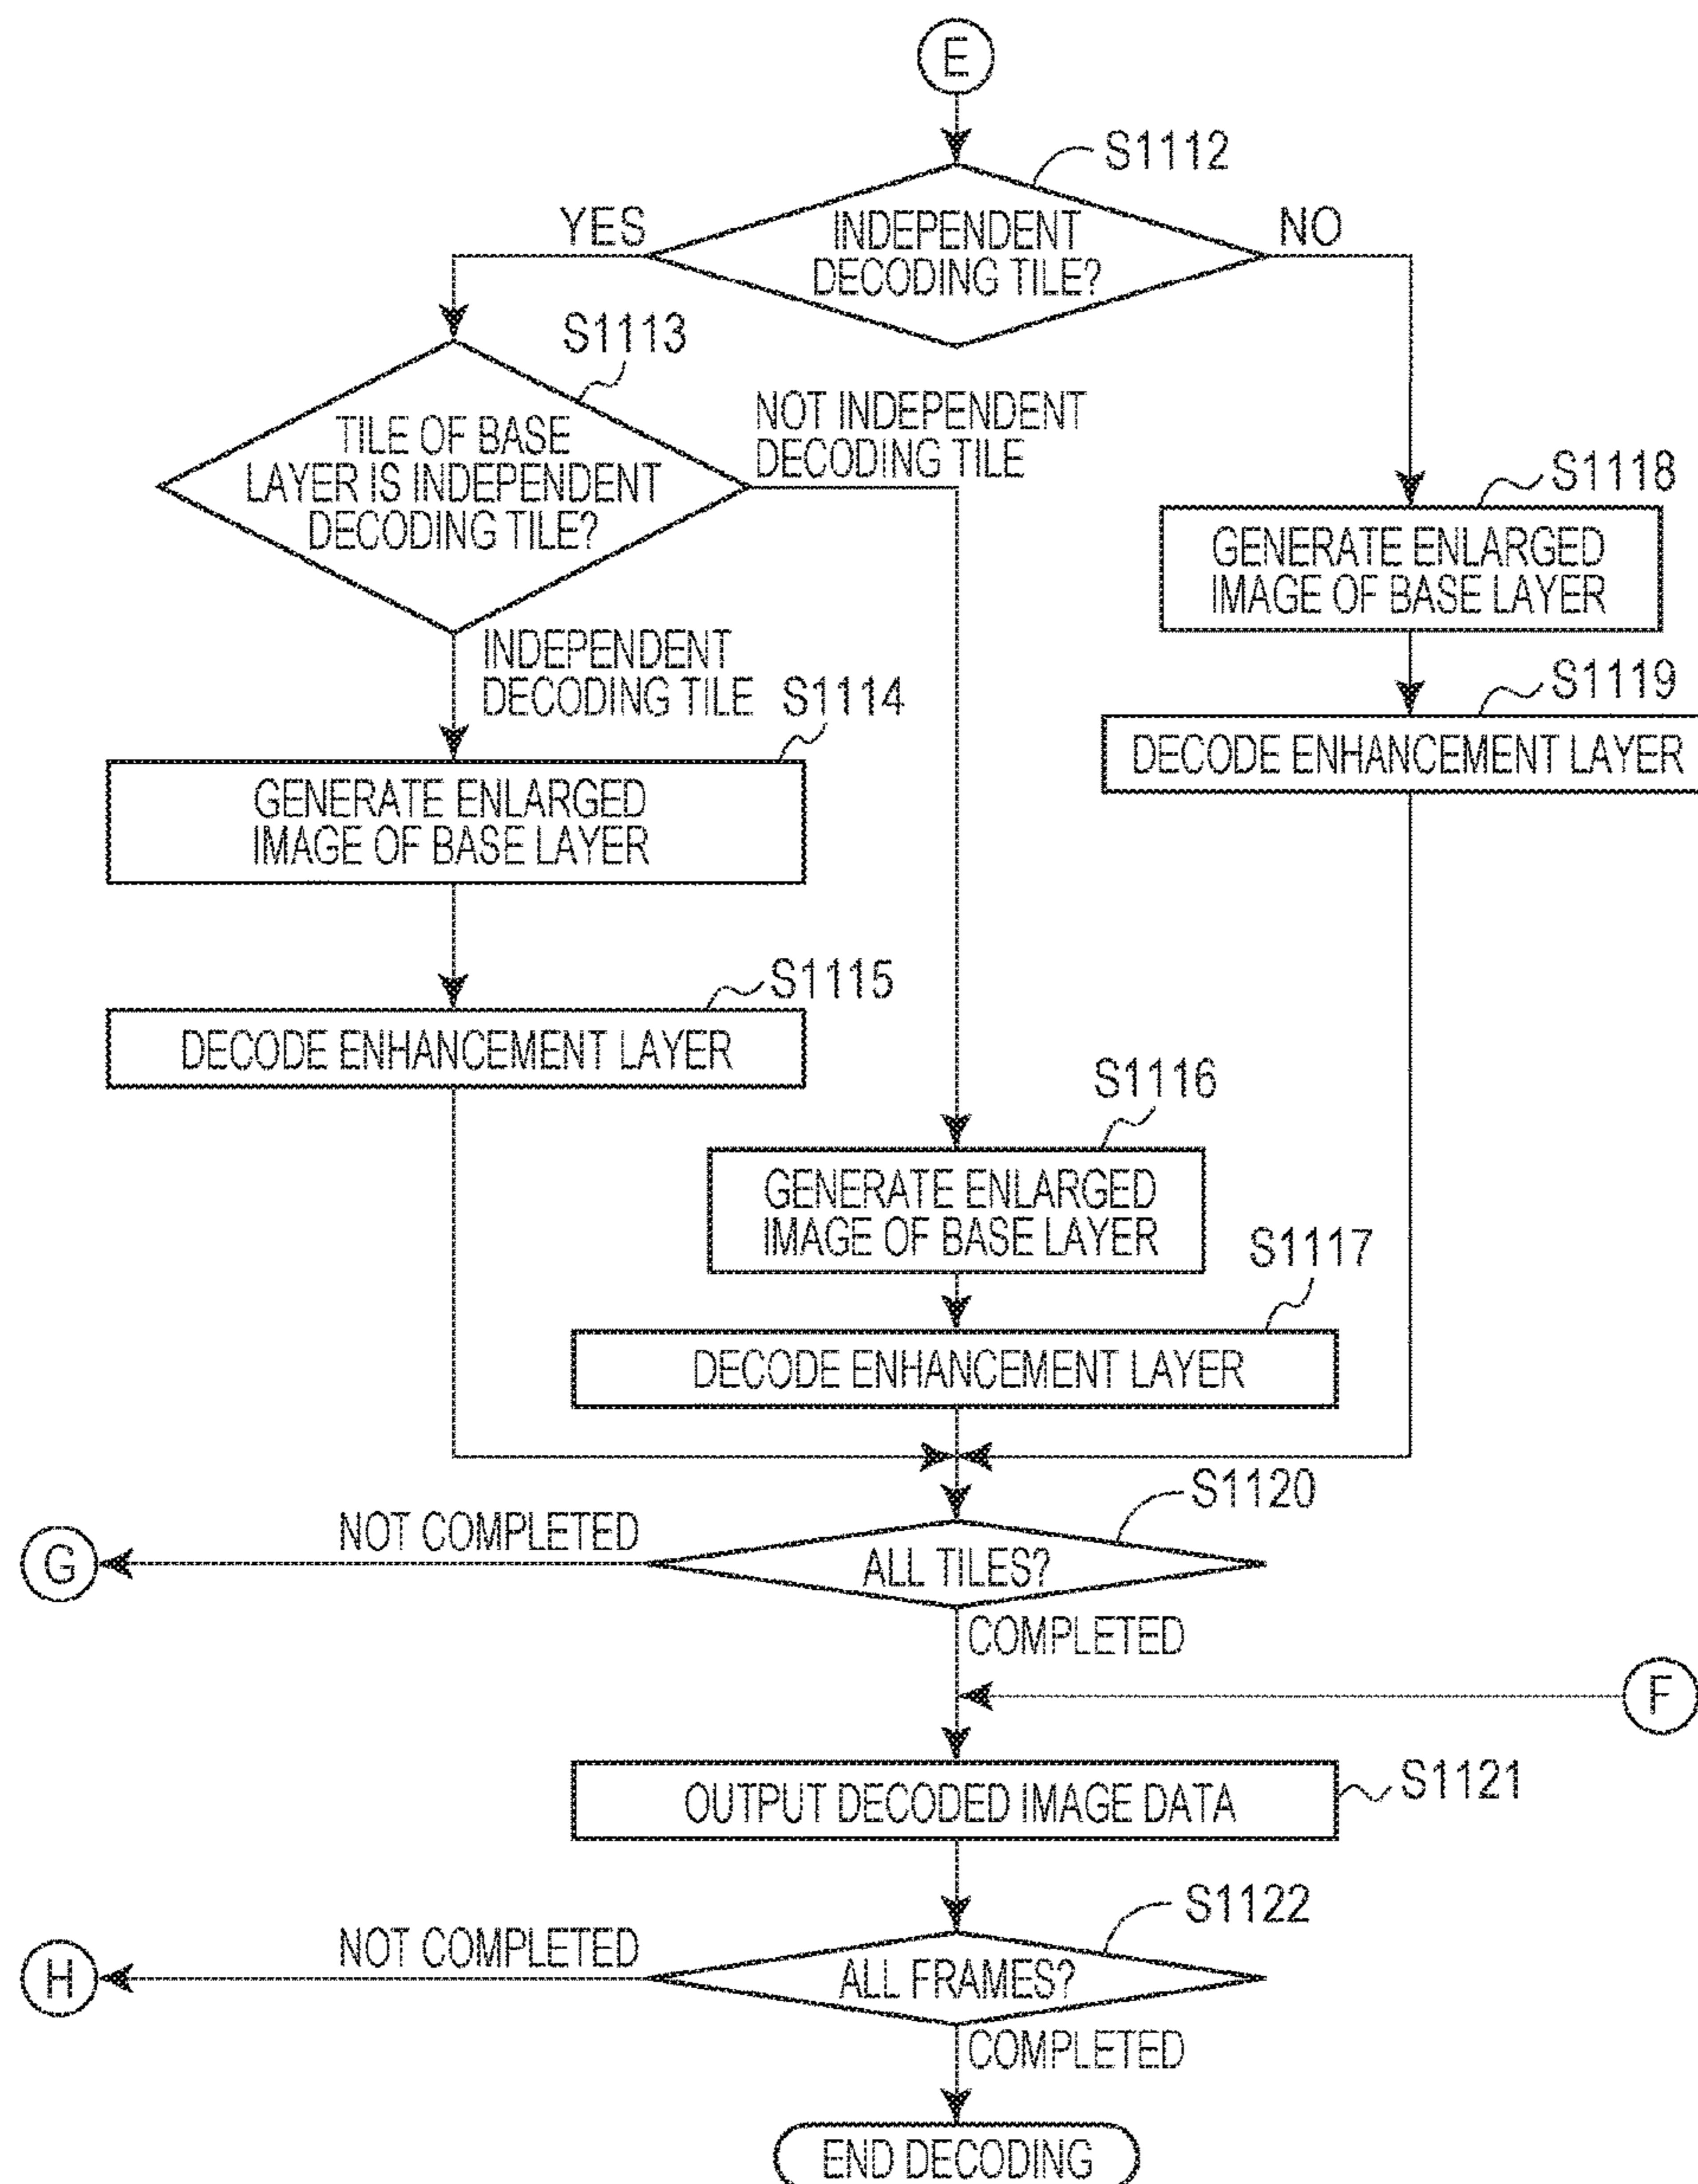 E
S1112
YES
INDEPENDENT
DECODING TILE?
NO
S1113
TILE OF BASE
LAYER IS INDEPENDENT
DECODING TILE?
NOT INDEPENDENT
DECODING TILE
S1118
GENERATE ENLARGED
IMAGE OF BASE LAYER
INDEPENDENT
DECODING TILE
S1114
S1119
DECODE ENHANCEMENT LAYER
GENERATE ENLARGED
IMAGE OF BASE LAYER
S1115
DECODE ENHANCEMENT LAYER
S1116
GENERATE ENLARGED
IMAGE OF BASE LAYER
S1117
DECODE ENHANCEMENT LAYER
S1120
NOT COMPLETED
G
ALL TILES?
COMPLETED
F
OUTPUT DECODED IMAGE DATA
S1121
S1122
NOT COMPLETED
H
ALL FRAMES?
COMPLETED
END DECODING